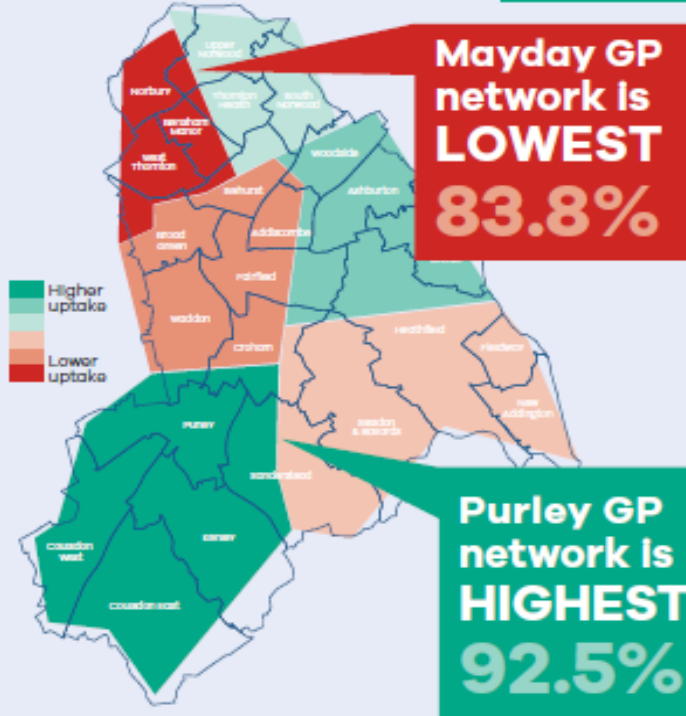 Mayday GP
network is
LOWEST
83.8%
Upper
Norwood
Norbury
Thornton
Heath
South
Norwood
Bensham
Manor
West
Thornton
Woodside
Selhurst
Ashburton
Broad
Green
Addiscombe
Fairfield
Higher
uptake
Waddon
Heathfield
Croham
Fieldway
Lower
uptake
New
Addington
Selsdon
Purley
Sanderstead
Purley GP
network is
HIGHEST
92.5%
Kenley
Coulsdon
West
Coulsdon East